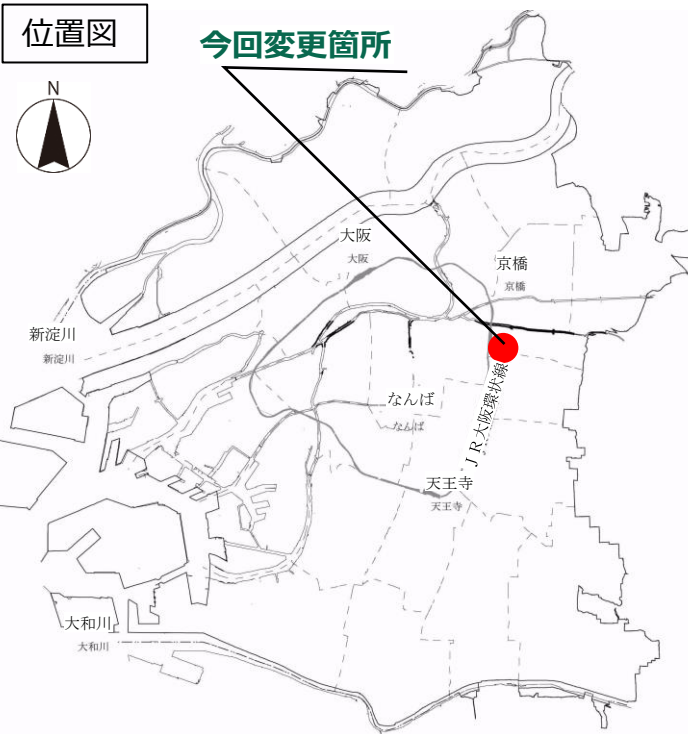 位置図
今回変更箇所
N
大阪
大阪
京橋
京橋
新淀川
新淀川
なんば
なんば
JR大阪環状線
天王寺
天王寺
大和川
大和川